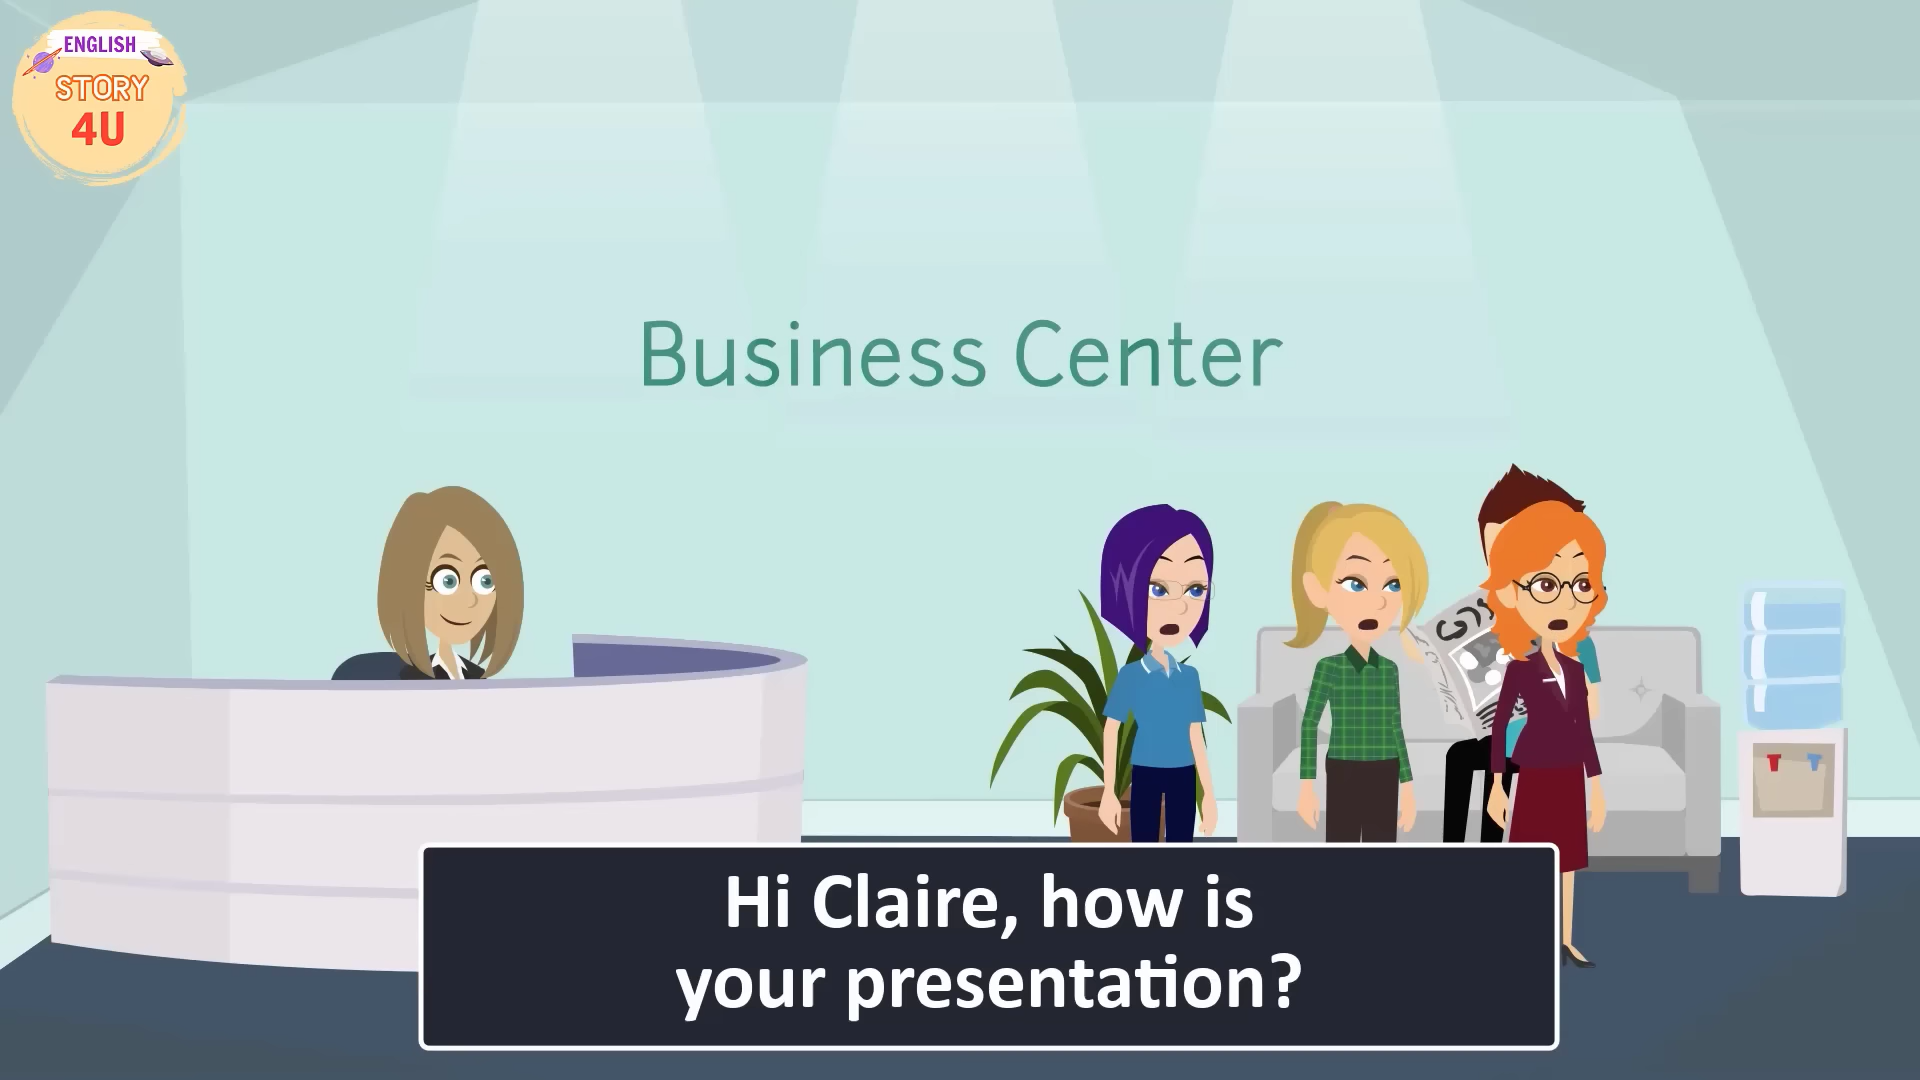 ENGLISH
STORY
4U
Business Center
Hi Claire, how is
your presentation?